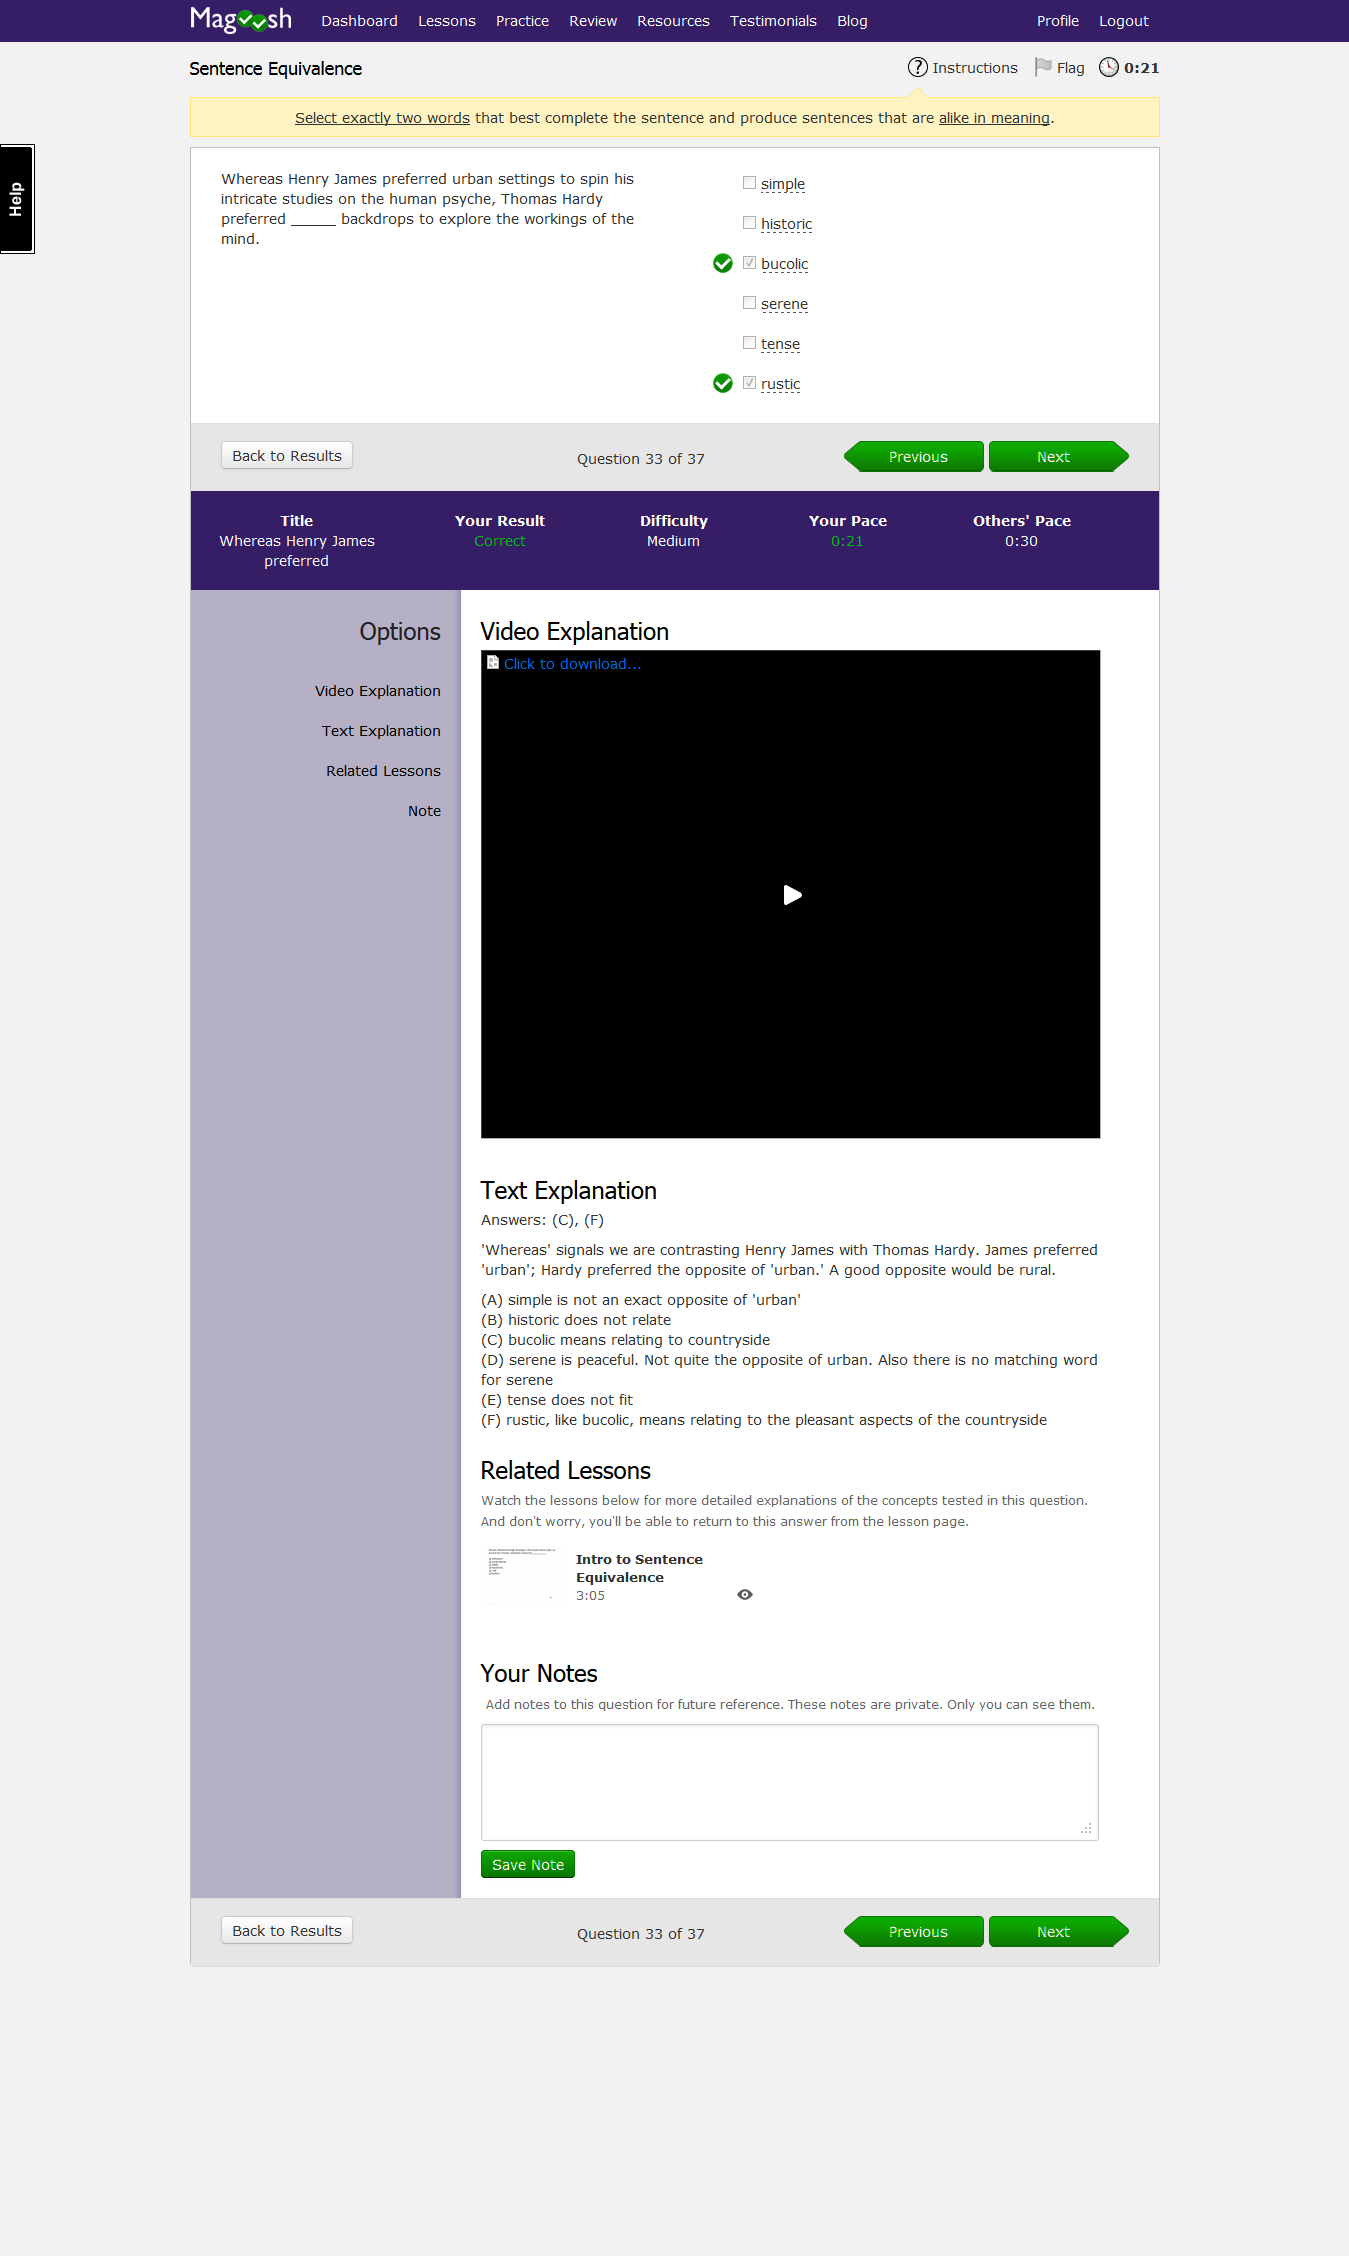 Magoosh Dashboard Lessons Practice Review Resources Testimonials Blog Profile Logout
Sentence Equivalence
Instructions Flag 0:21
Select exactly two words that best complete the sentence and produce sentences that are alike in meaning.
Help
Whereas Henry James preferred urban settings to spin his
intricate studies on the human psyche, Thomas Hardy
preferred _____ backdrops to explore the workings of the
mind.
simple
historic
bucolic
serene
tense
rustic
Back to Results
Question 33 of 37
Previous
Next
Title
Whereas Henry James
preferred
Your Result
Correct
Difficulty
Medium
Your Pace
0:21
Others' Pace
0:30
Options
Video Explanation
Text Explanation
Related Lessons
Note
Video Explanation
Click to download...
Text Explanation
Answers: (C), (F)
'Whereas' signals we are contrasting Henry James with Thomas Hardy. James preferred
'urban'; Hardy preferred the opposite of 'urban.' A good opposite would be rural.
(A) simple is not an exact opposite of 'urban'
(B) historic does not relate
(C) bucolic means relating to countryside
(D) serene is peaceful. Not quite the opposite of urban. Also there is no matching word
for serene
(E) tense does not fit
(F) rustic, like bucolic, means relating to the pleasant aspects of the countryside
Related Lessons
Watch the lessons below for more detailed explanations of the concepts tested in this question.
And don't worry, you'll be able to return to this answer from the lesson page.
Intro to Sentence
Equivalence
3:05
Your Notes
Add notes to this question for future reference. These notes are private. Only you can see them.
Save Note
Back to Results
Question 33 of 37
Previous
Next